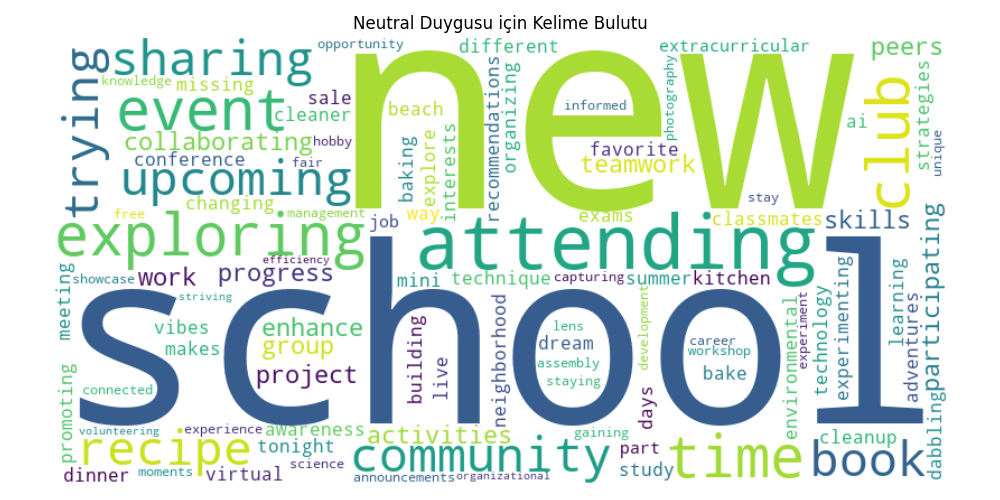 Neutral Duygusu için Kelime Bulutu
opportunity
different
extracurricular
peers
sharing
new
knowledge
missing
trying
event
sale
cleaner
beach
recommendations
organizing
informed
photography
club
ai
strategies
unique
collaborating
hobby
conference
fair
baking
explore
interests
favorite
teamwork
upcoming
changing
free
management
way
exams
stay
classmates
skills
job
exploring
attending
efficiency
showcase
work
progress
mini
technique
capturing
summer
kitchen
meeting
striving
school
vibes
makes
enhance
group
project
building
live
neighborhood
lens
dream
assembly
staying
development
career
workshop
bake
environmental
experiment
technology
experimenting
learning
adventures
participating
promoting
connected
volunteering
experience
awareness
activities
gaining
days
part
cleanup
dabbling
recipe
tonight
community
time
book
dinner
moments
virtual
science
announcements
organizational
study